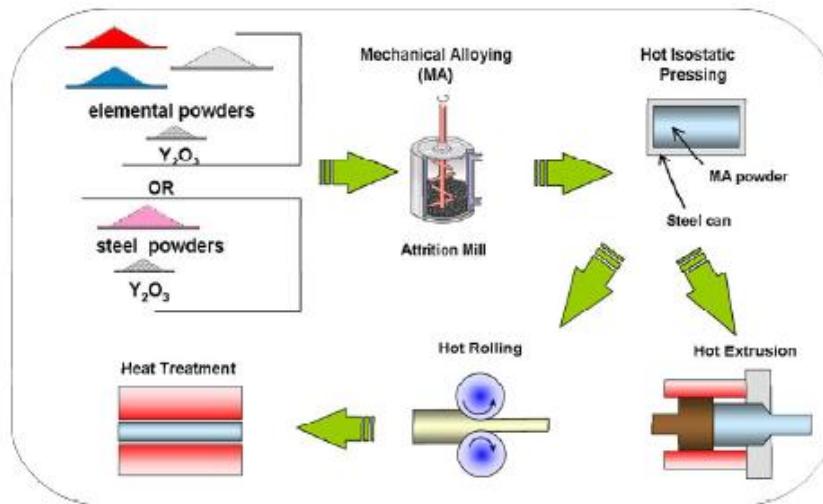 elemental powders
Y₂O₃
OR
steel powders
Y₂O₃
Mechanical Alloying
(MA)
Attrition Mill
Hot Isostatic
Pressing
MA powder
Steel can
Heat Treatment
Hot Rolling
Hot Extrusion